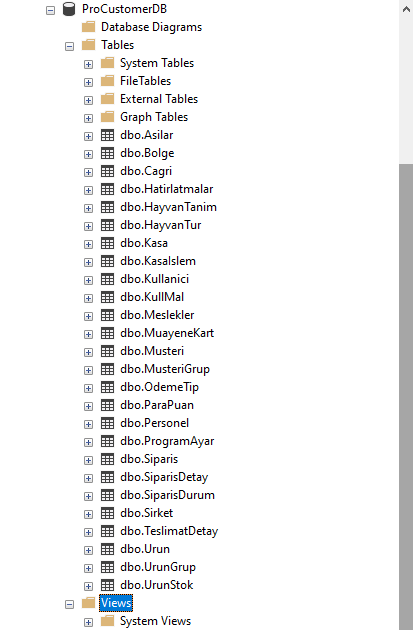 ProCustomerDB
Database Diagrams
Tables
System Tables
FileTables
External Tables
Graph Tables
dbo.Asilar
dbo.Bolge
dbo.Cagri
dbo.Hatirlatmalar
dbo.HayvanTanim
dbo.HayvanTur
dbo.Kasa
dbo.KasaIslem
dbo.Kullanici
dbo.KullMal
dbo.Meslekler
dbo.MuayeneKart
dbo.Musteri
dbo.MusteriGrup
dbo.OdemeTip
dbo.ParaPuan
dbo.Personel
dbo.ProgramAyar
dbo.Siparis
dbo.SiparisDetay
dbo.SiparisDurum
dbo.Sirket
dbo.TeslimatDetay
dbo.Urun
dbo.UrunGrup
dbo.UrunStok
Views
System Views